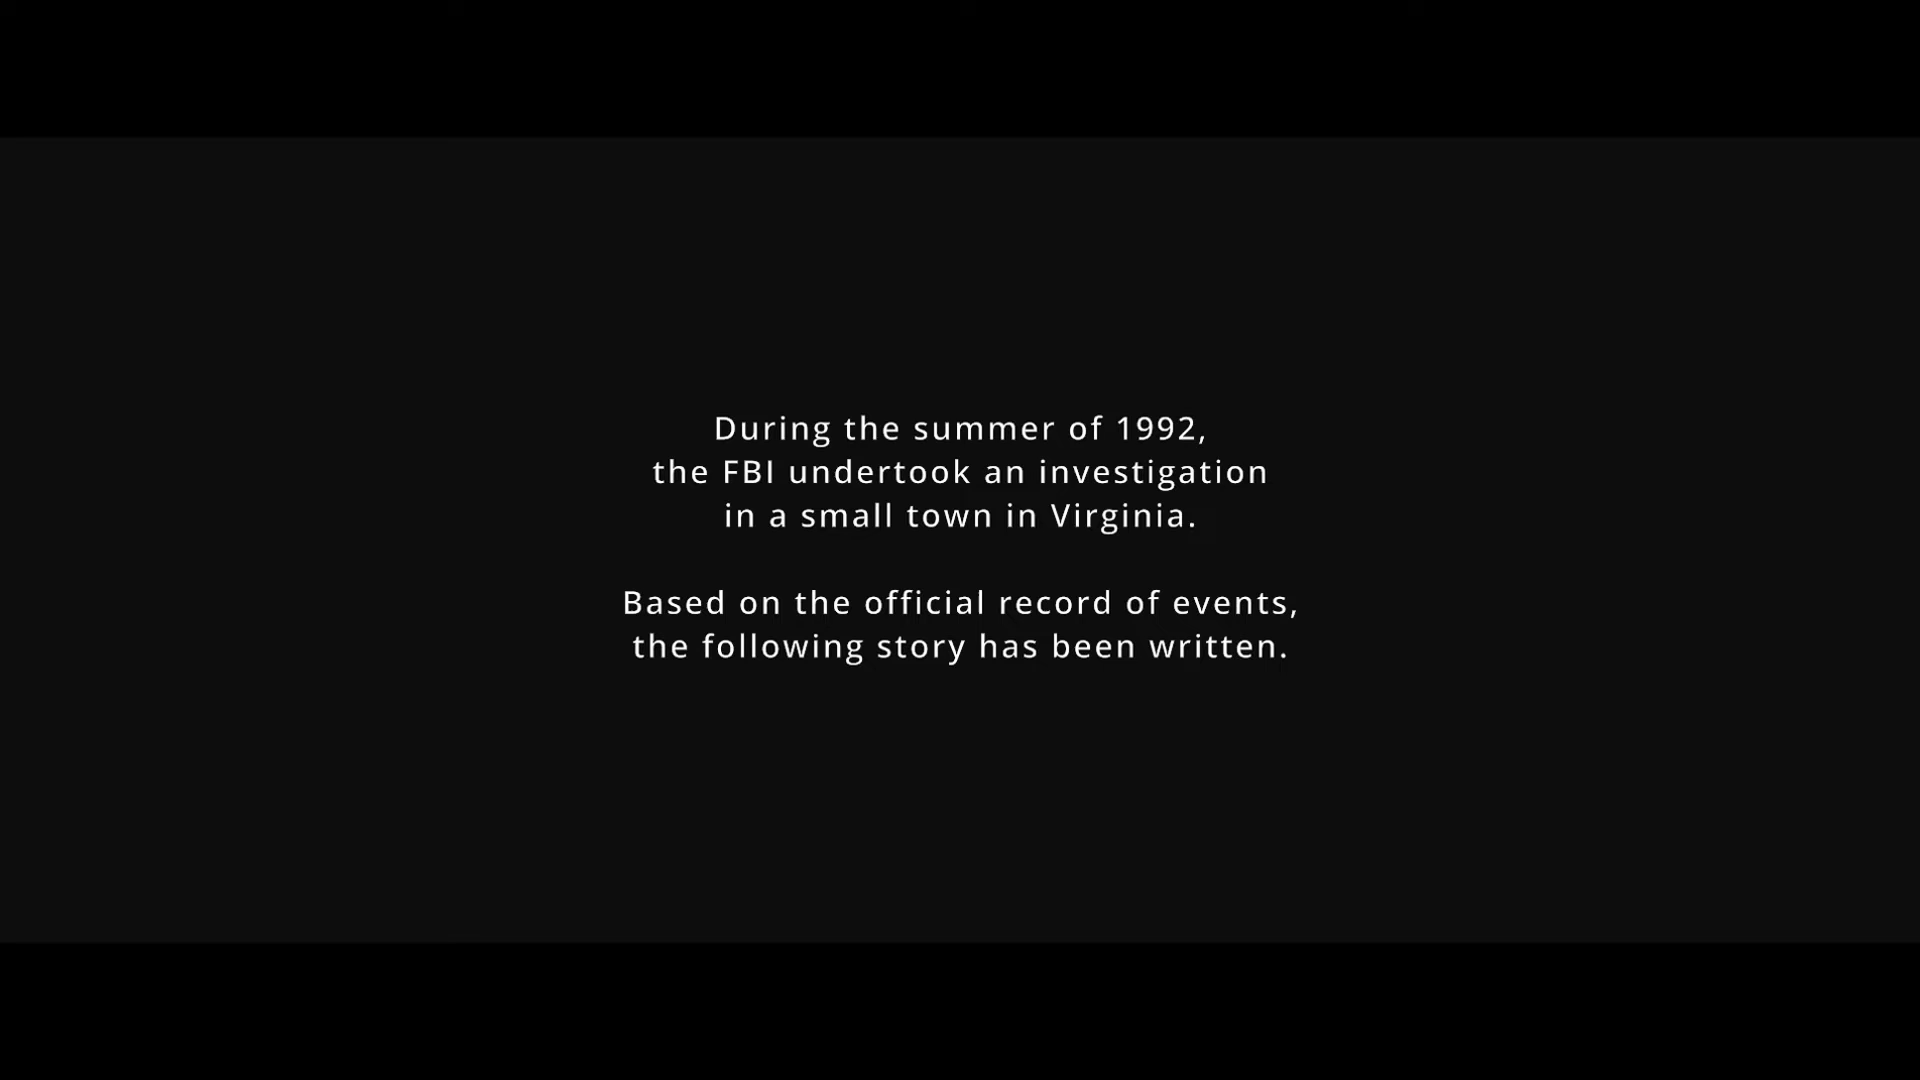 During the summer of 1992,
the FBI undertook an investigation
in a small town in Virginia.
Based on the official record of events,
the following story has been written.